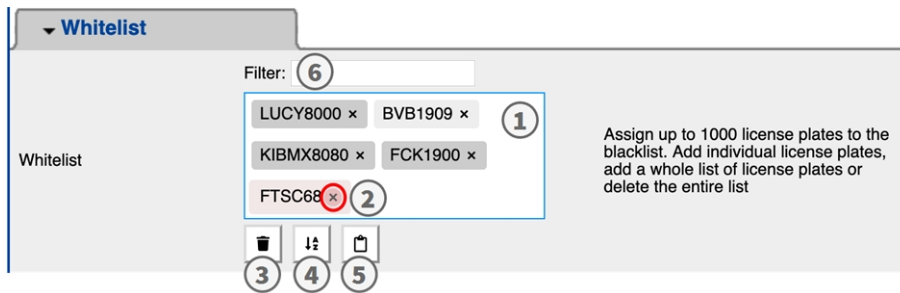 Whitelist
Filter: 6
LUCY8000 × BVB1909 × 1
Whitelist
KIBMX8080 × FCK1900 ×
FTSC68 × 2
Assign up to 1000 license plates to the
blacklist. Add individual license plates,
add a whole list of license plates or
delete the entire list
3 4 5